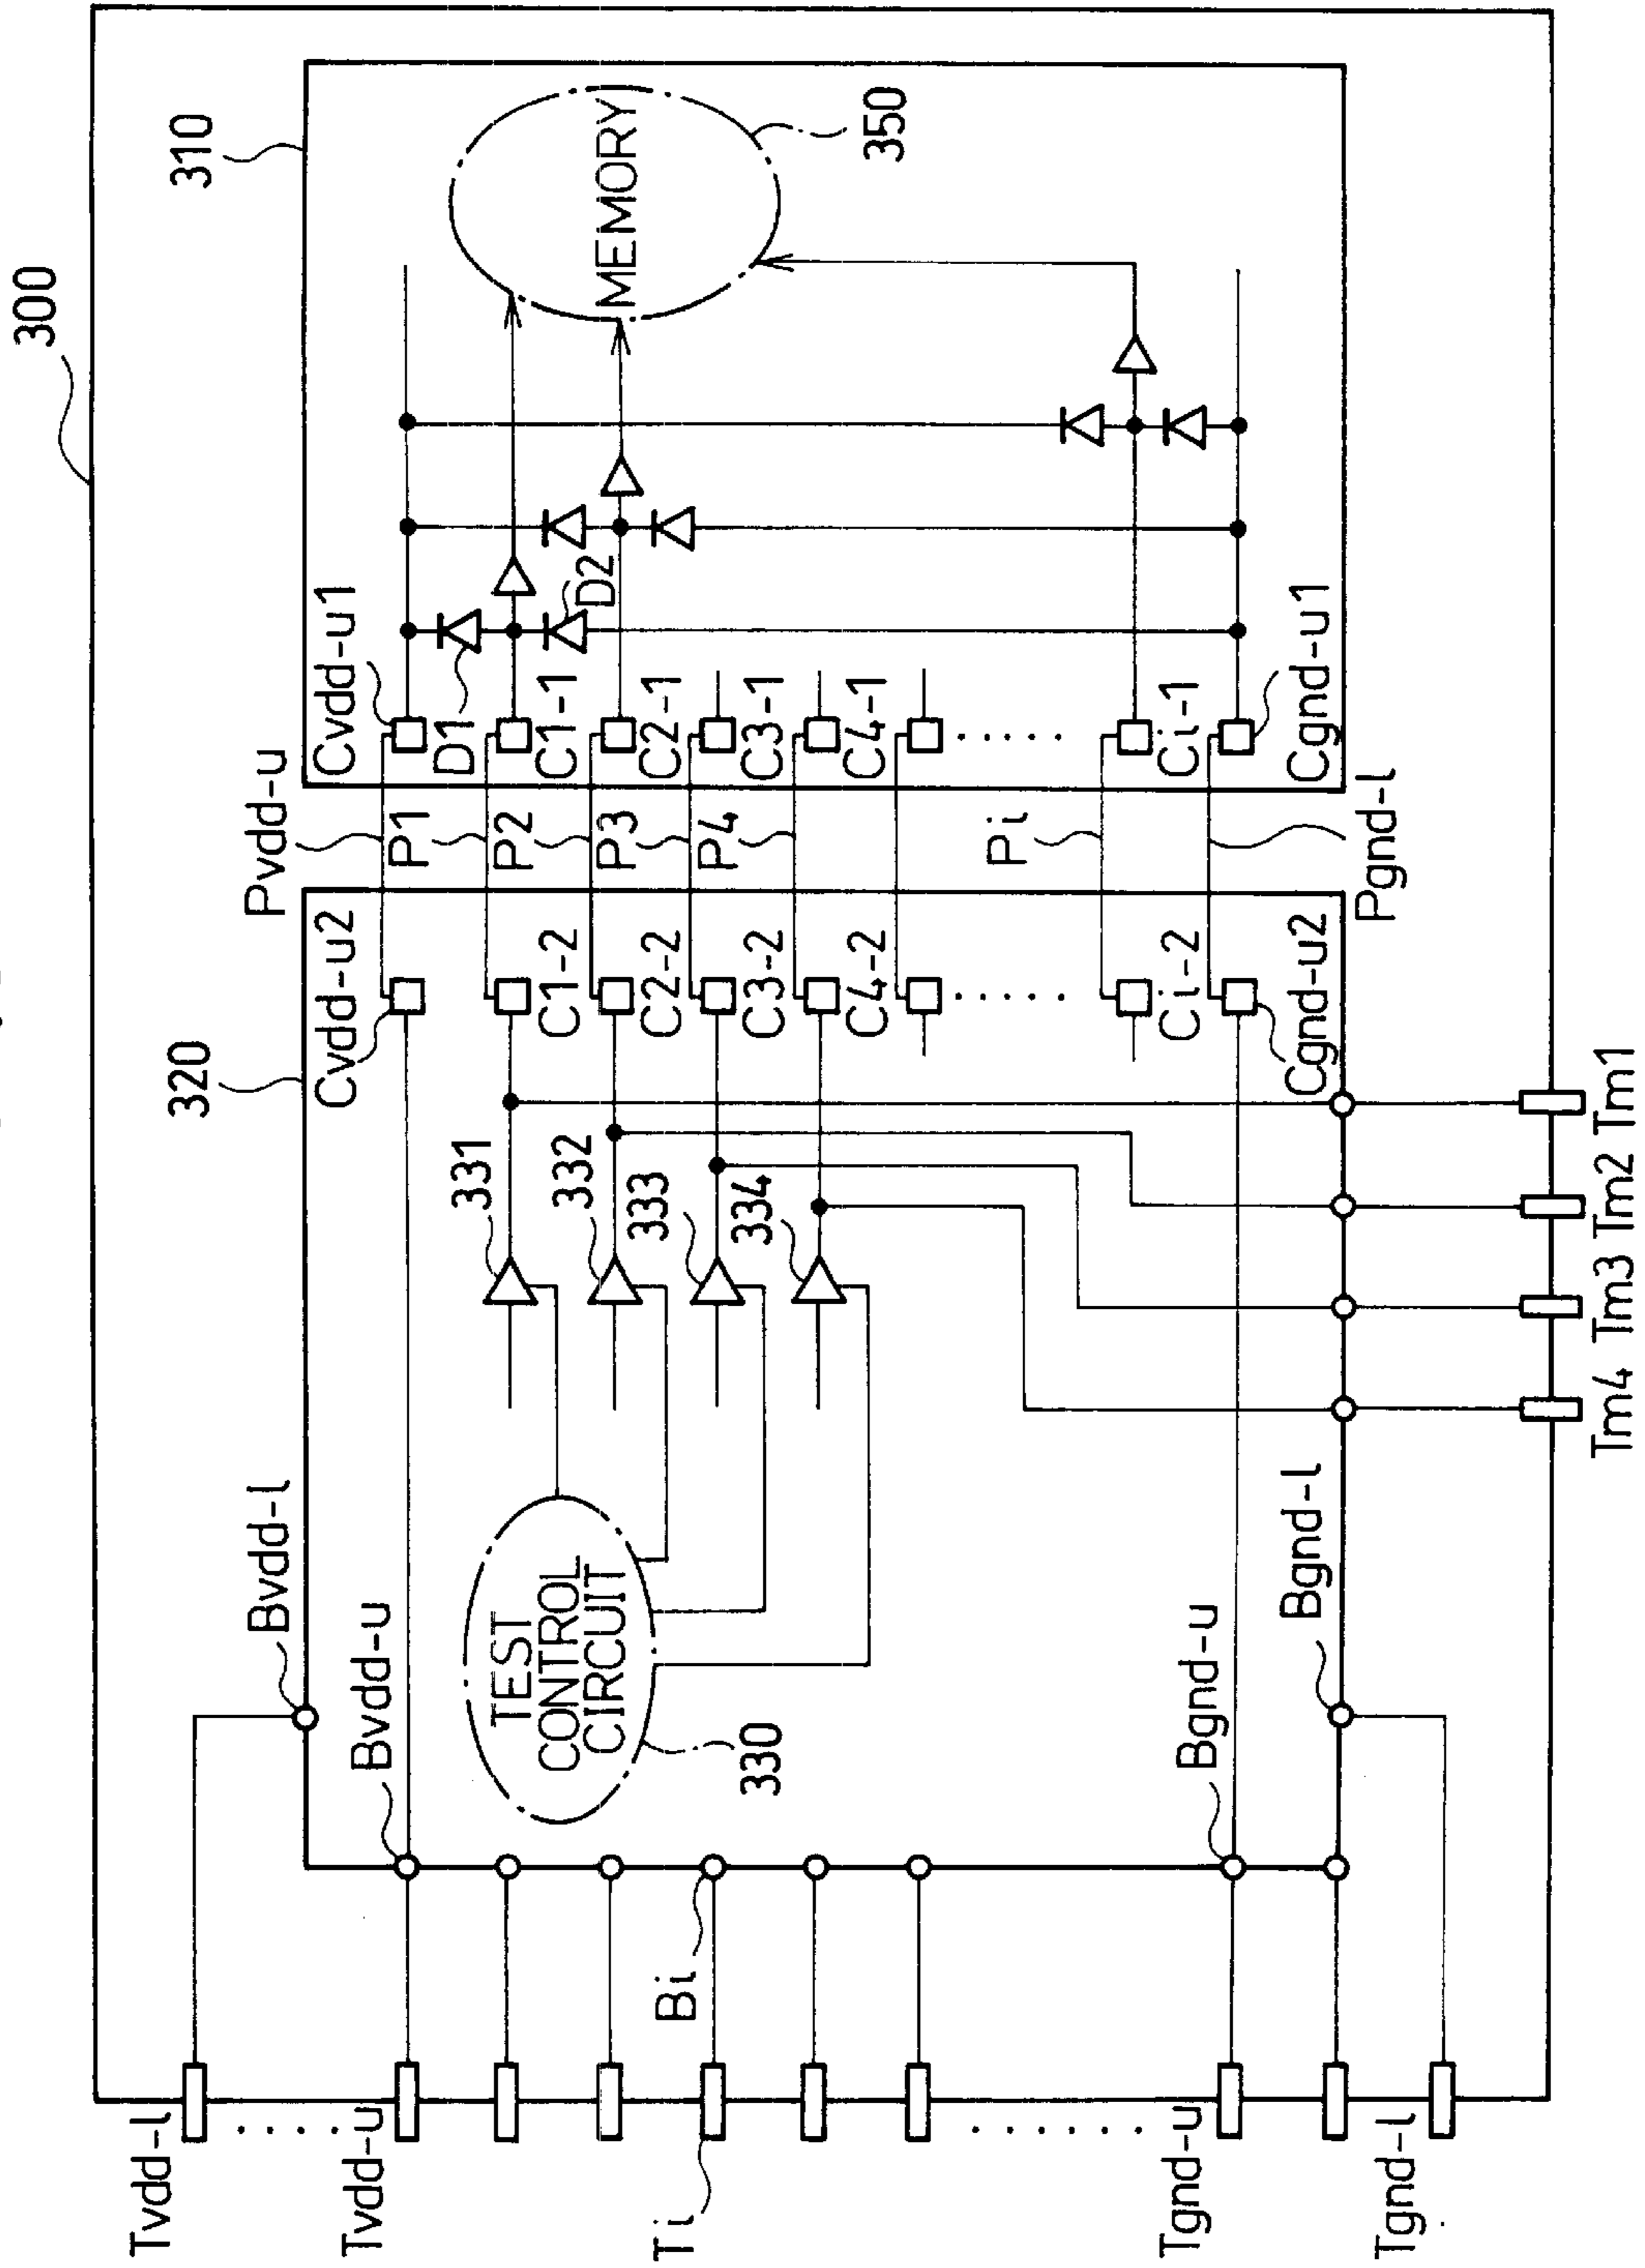 300
310
320
Pvdd-u
Cvdd-u1
Cvdd-u2
MEMORY
350
D1
D2
P1
P2
P3
P4
Pi
Pgnd-l
C1-1
C2-1
C3-1
C4-1
Ci-1
Cgnd-u1
C1-2
C2-2
C3-2
C4-2
Ci-2
Cgnd-u2
331
332
333
334
TEST
CONTROL
CIRCUIT
330
Bvdd-l
Bvdd-u
Bi
Bgnd-u
Bgnd-l
Tvdd-l
Tvdd-u
Ti
Tgnd-u
Tgnd-l
Tm4 Tm3 Tm2 Tm1